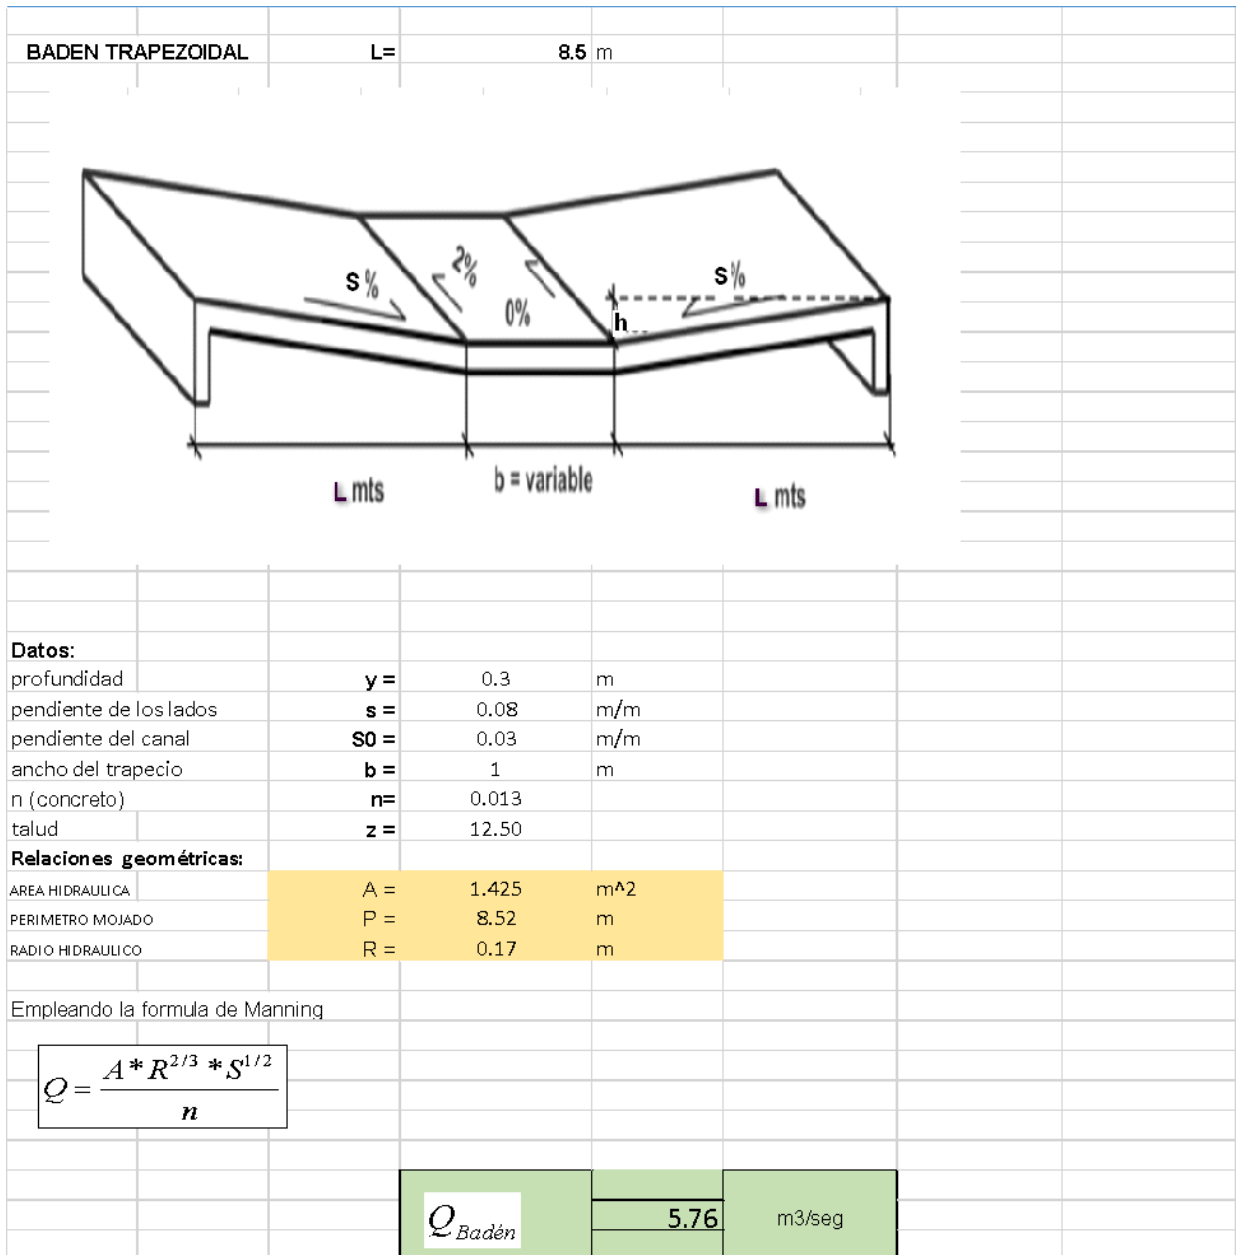 BADEN TRAPEZOIDAL L= 8.5 m
S% 2% S%
0% h
L mts b = variable L mts
Datos:
profundidad y = 0.3 m
pendiente de los lados s = 0.08 m/m
pendiente del canal S0 = 0.03 m/m
ancho del trapecio b = 1 m
n (concreto) n= 0.013
talud z = 12.50
Relaciones geométricas:
AREA HIDRAULICA A = 1.425 m^2
PERIMETRO MOJADO P = 8.52 m
RADIO HIDRAULICO R = 0.17 m
Empleando la formula de Manning
Q = A * R^{2/3} * S^{1/2} / n
Q Badén 5.76 m3/seg